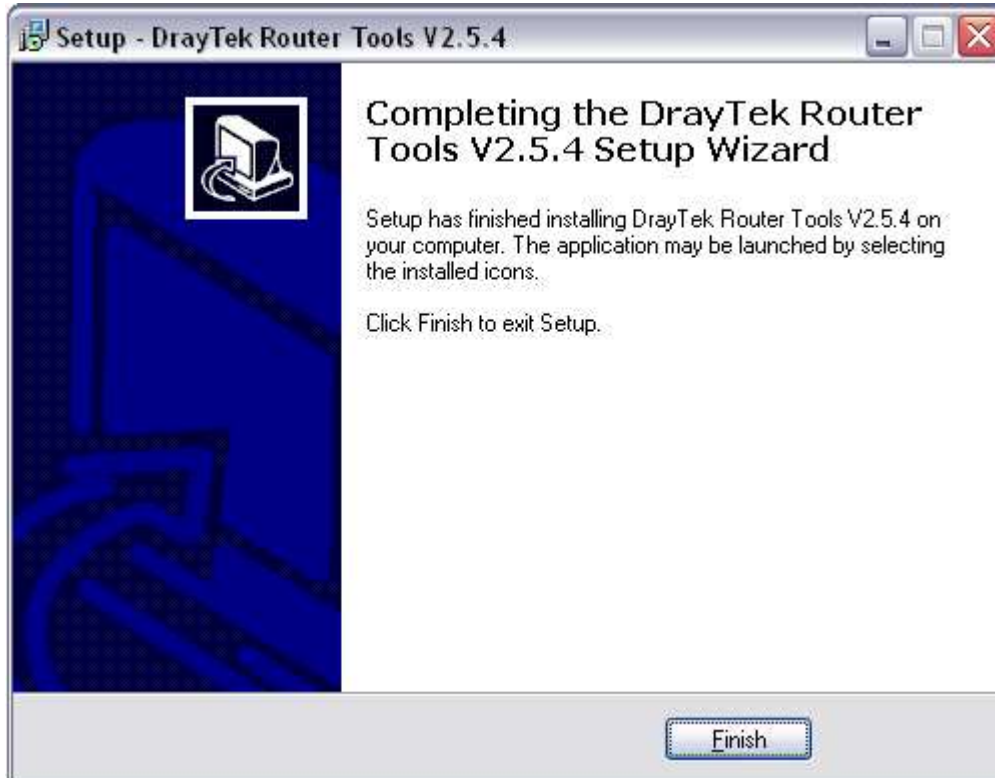 Setup - DrayTek Router Tools V2.5.4
Completing the DrayTek Router
Tools V2.5.4 Setup Wizard
Setup has finished installing DrayTek Router Tools V2.5.4 on
your computer. The application may be launched by selecting
the installed icons.
Click Finish to exit Setup.
Finish